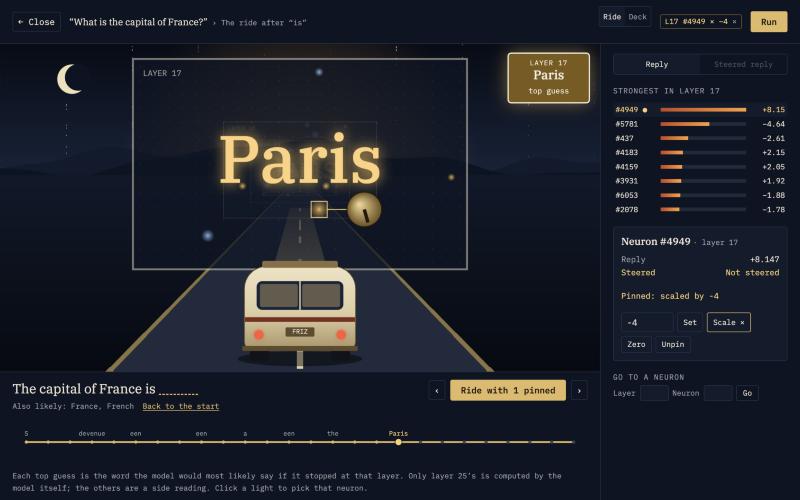 ← Close
"What is the capital of France?" › The ride after "is"
Ride
Deck
L17 #4949 × −4 ×
Run
LAYER 17
LAYER 17
Paris
top guess
Paris
FRIZ
The capital of France is
Also likely: France, French
Back to the start
‹
Ride with 1 pinned
›
S
devenue
een
een
a
een
the
Paris
Each top guess is the word the model would most likely say if it stopped at that layer. Only layer 25's is computed by the
model itself; the others are a side reading. Click a light to pick that neuron.
Reply
Steered reply
STRONGEST IN LAYER 17
#4949 +8.15
#5781 −4.64
#437 −2.61
#4183 +2.15
#4159 +2.05
#3931 +1.92
#6053 −1.88
#2078 −1.78
Neuron #4949 · layer 17
Reply +8.147
Steered Not steered
Pinned: scaled by −4
−4
Set
Scale ×
Zero
Unpin
GO TO A NEURON
Layer
Neuron
Go